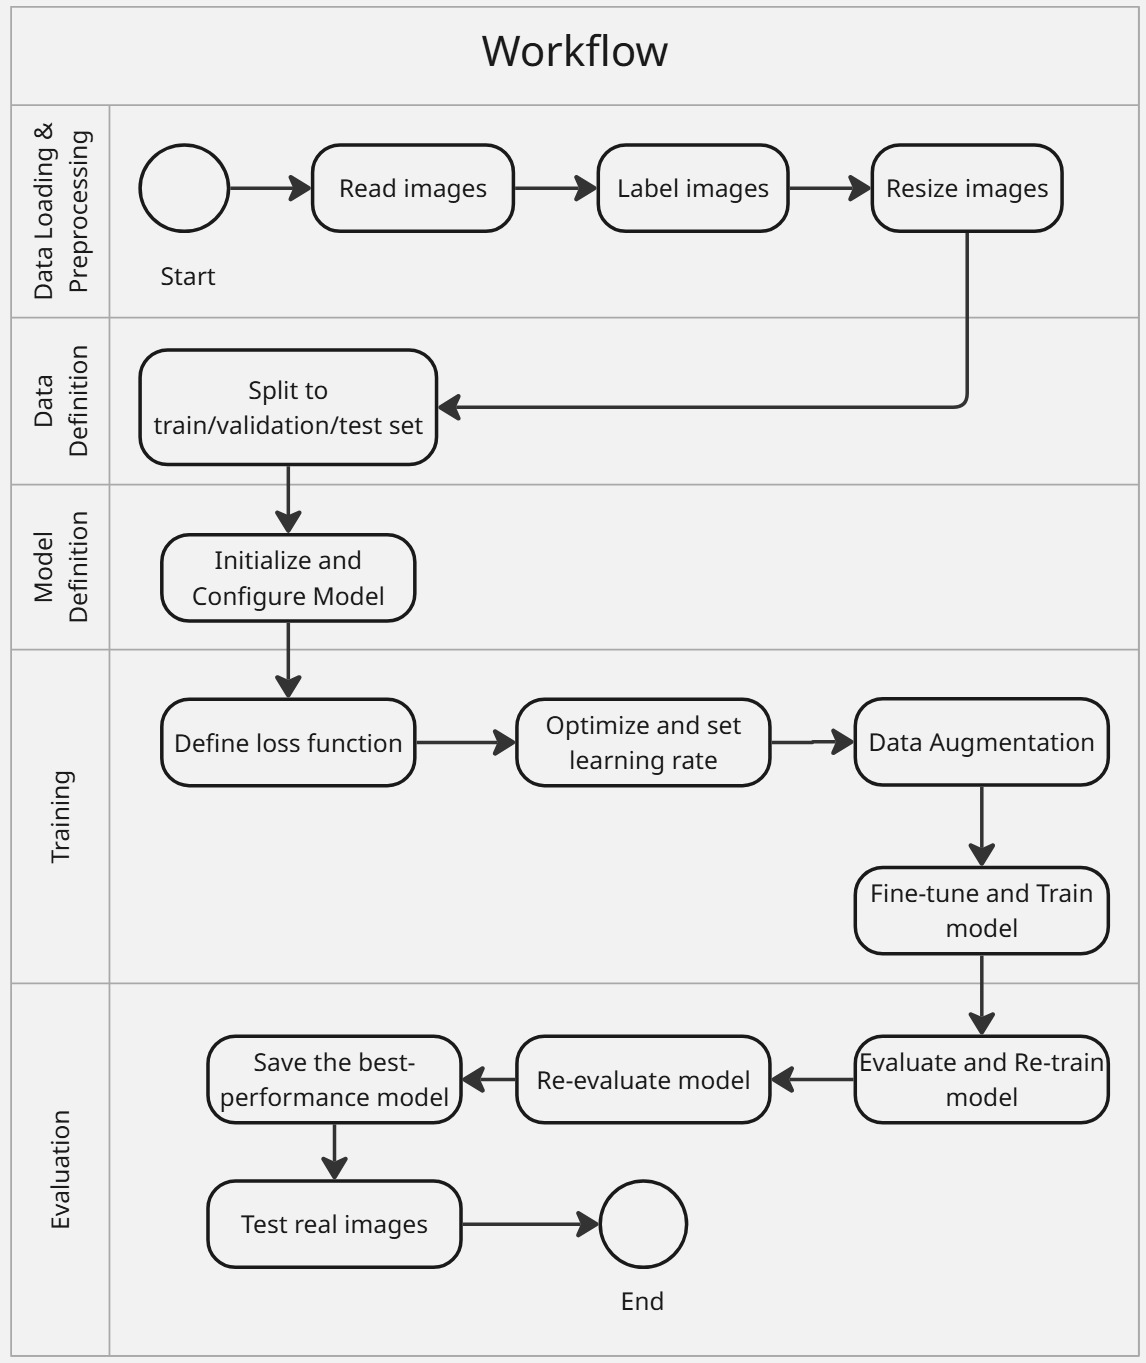 Workflow
Data Loading &
Preprocessing
Start
Read images
Label images
Resize images
Data
Definition
Split to
train/validation/test set
Model
Definition
Initialize and
Configure Model
Training
Define loss function
Optimize and set
learning rate
Data Augmentation
Fine-tune and Train
model
Evaluation
Evaluate and Re-train
model
Re-evaluate model
Save the best-
performance model
Test real images
End